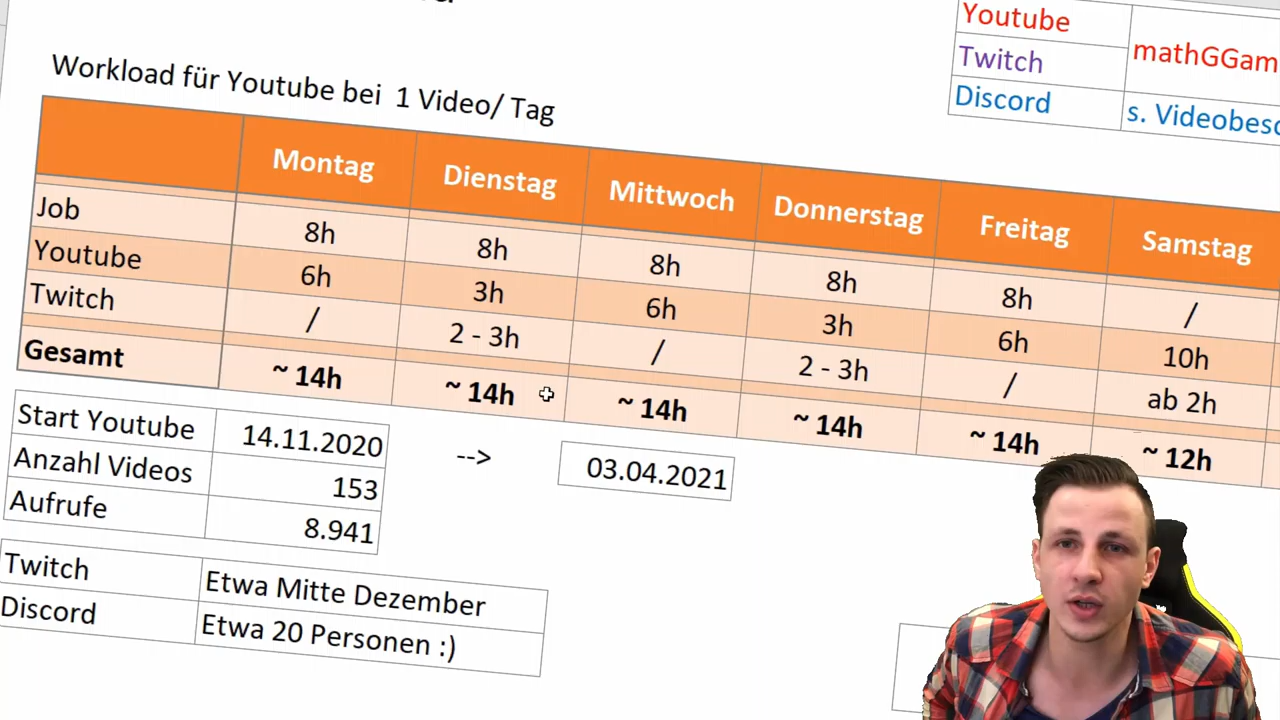 Youtube
Twitch
Discord
mathGGam
s. Videobesc
Workload für Youtube bei 1 Video/ Tag
Montag Dienstag Mittwoch Donnerstag Freitag Samstag
Job 8h 8h 8h 8h 8h /
Youtube 6h 3h 6h 3h 6h 10h
Twitch / 2 - 3h / 2 - 3h / ab 2h
Gesamt ~ 14h ~ 14h ~ 14h ~ 14h ~ 14h ~ 12h
Start Youtube 14.11.2020 --> 03.04.2021
Anzahl Videos 153
Aufrufe 8.941
Twitch Etwa Mitte Dezember
Discord Etwa 20 Personen :)